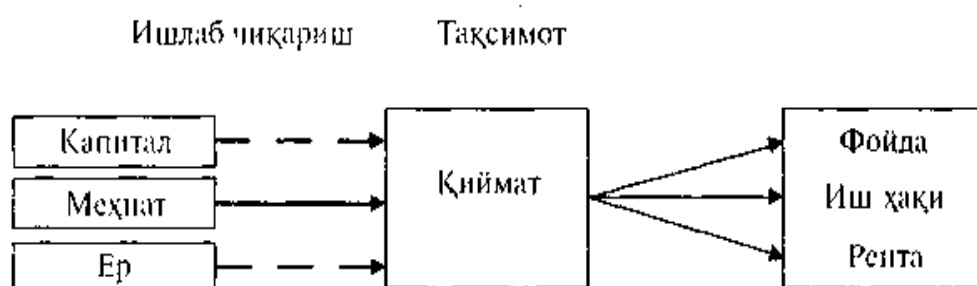 Ишлаб чиқариш Тақсимот
Капитал
Меҳнат
Ер
Қиймат
Фойда
Иш ҳақи
Рента